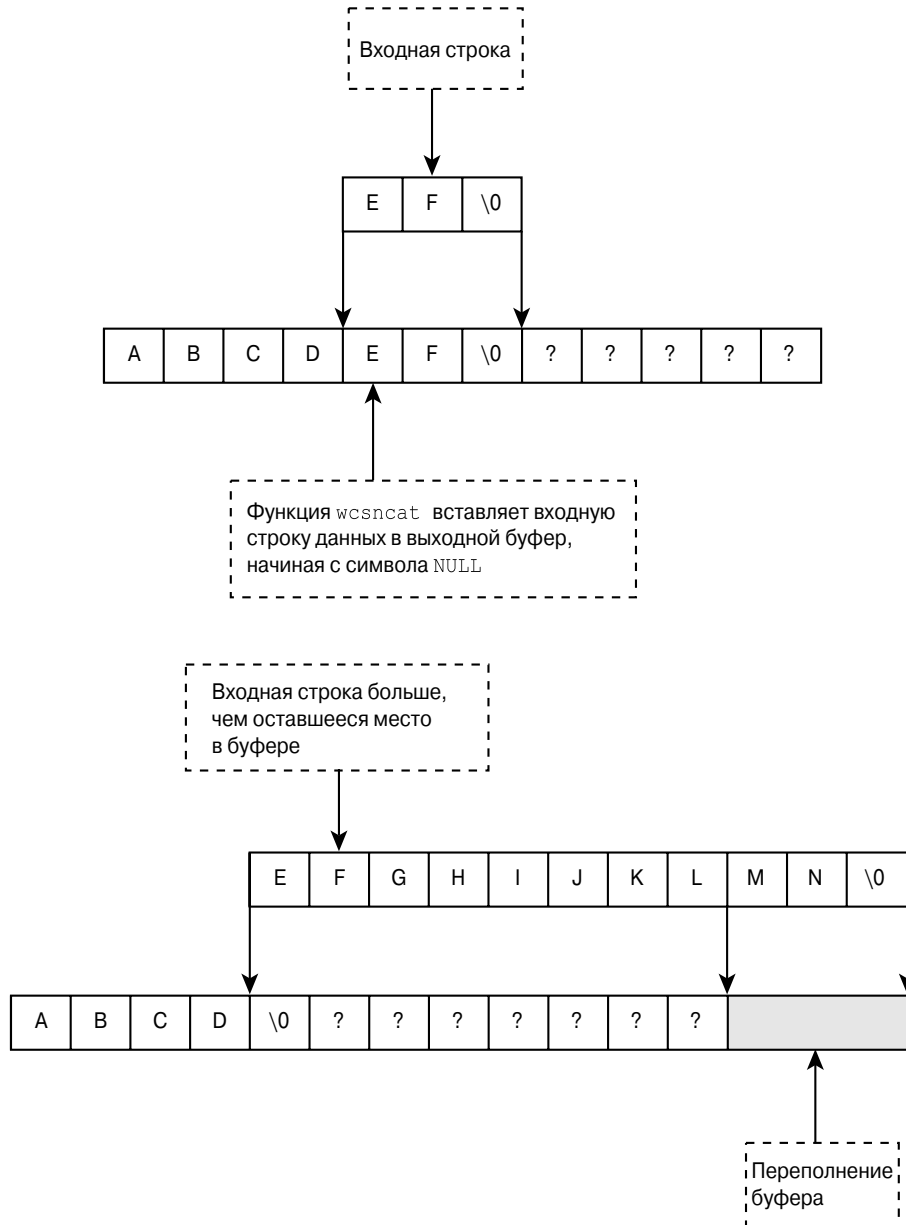 Входная строка
E F \0
A B C D E F \0 ? ? ? ? ?
Функция wcsncat вставляет входную
строку данных в выходной буфер,
начиная с символа NULL
Входная строка больше,
чем оставшееся место
в буфере
E F G H I J K L M N \0
A B C D \0 ? ? ? ? ? ? ?
Переполнение
буфера